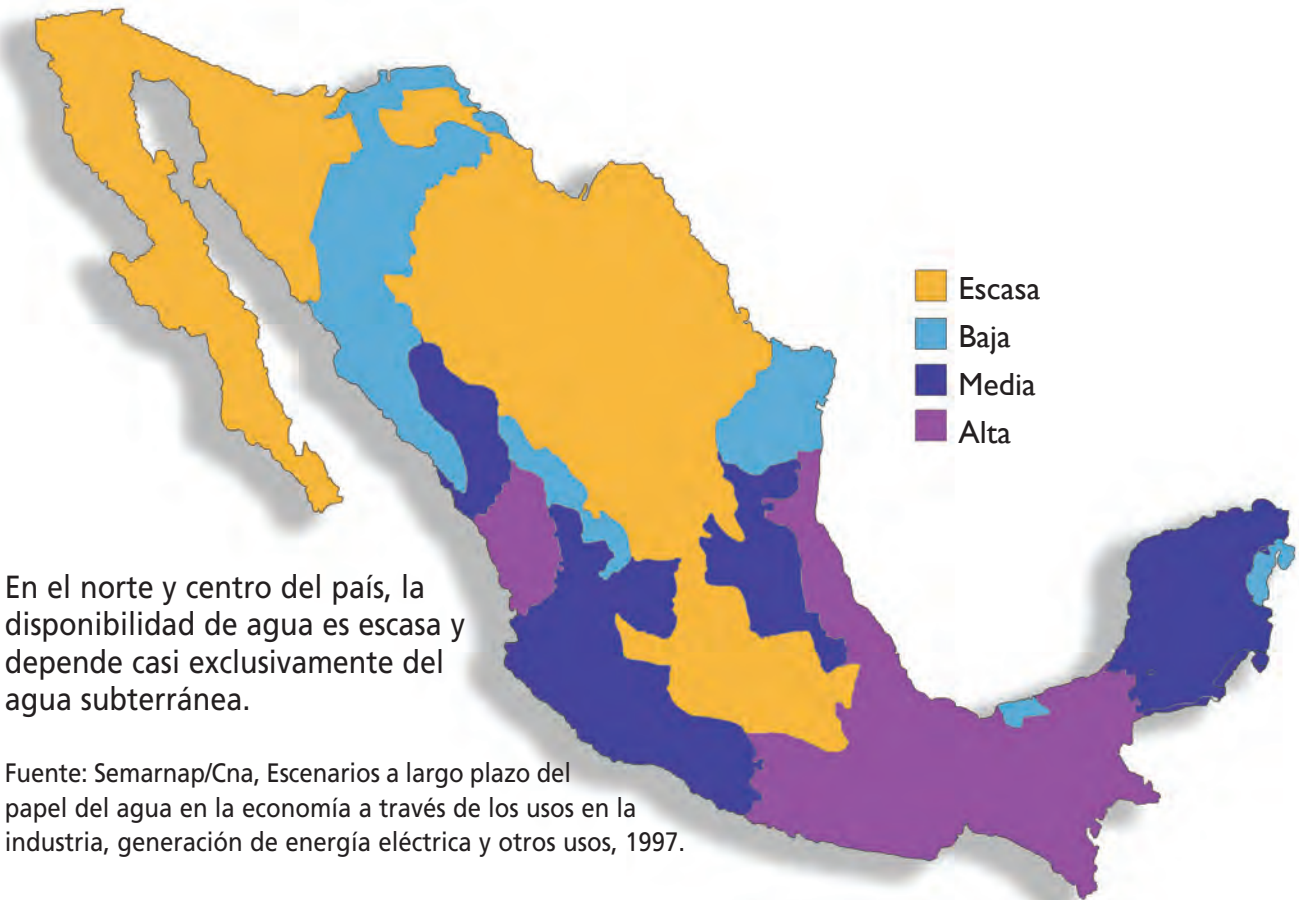 Escasa
Baja
Media
Alta
En el norte y centro del país, la
disponibilidad de agua es escasa y
depende casi exclusivamente del
agua subterránea.
Fuente: Semarnap/Cna, Escenarios a largo plazo del
papel del agua en la economía a través de los usos en la
industria, generación de energía eléctrica y otros usos, 1997.